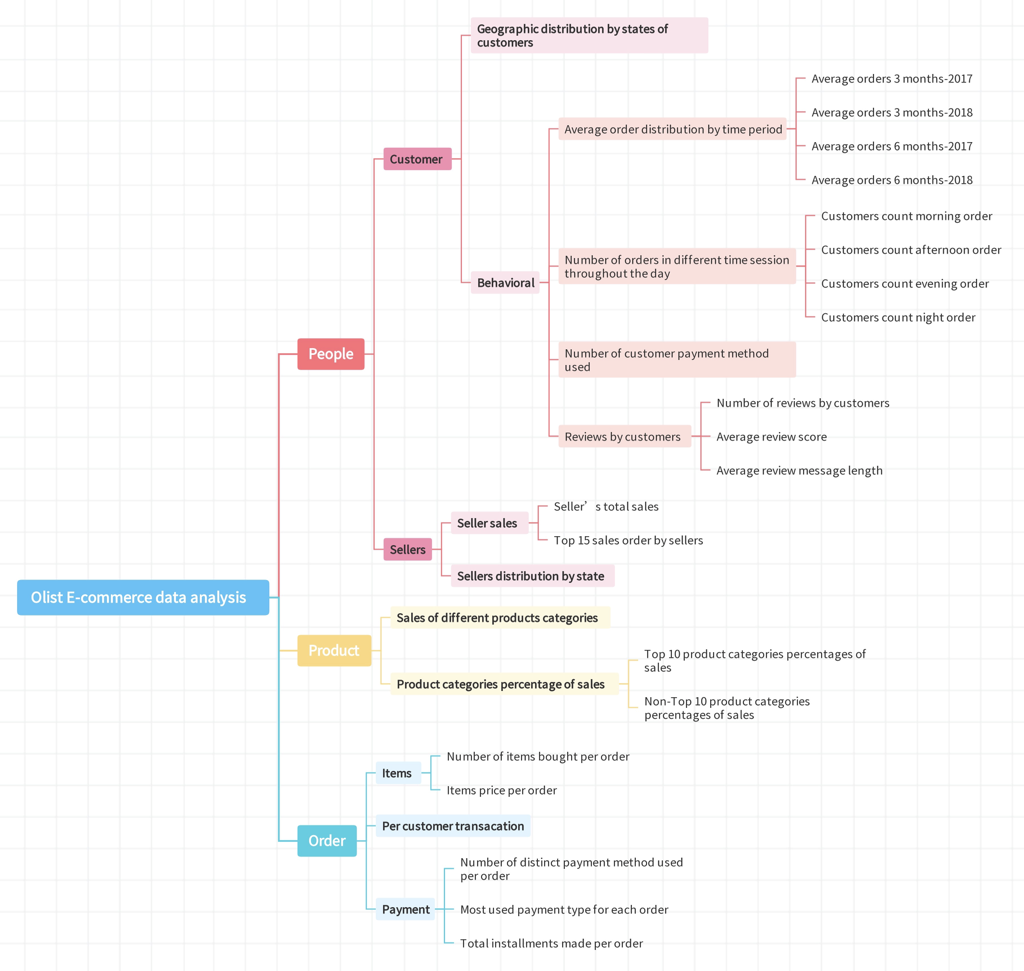 Geographic distribution by states of
customers
Average orders 3 months-2017
Average orders 3 months-2018
Average order distribution by time period
Average orders 6 months-2017
Customer
Average orders 6 months-2018
Customers count morning order
Customers count afternoon order
Number of orders in different time session
throughout the day
Behavioral
Customers count evening order
Customers count night order
People
Number of customer payment method
used
Number of reviews by customers
Reviews by customers
Average review score
Average review message length
Seller’s total sales
Seller sales
Top 15 sales order by sellers
Sellers
Sellers distribution by state
Olist E-commerce data analysis
Sales of different products categories
Product
Top 10 product categories percentages of
sales
Product categories percentage of sales
Non-Top 10 product categories
percentages of sales
Number of items bought per order
Items
Items price per order
Per customer transacation
Order
Number of distinct payment method used
per order
Payment
Most used payment type for each order
Total installments made per order